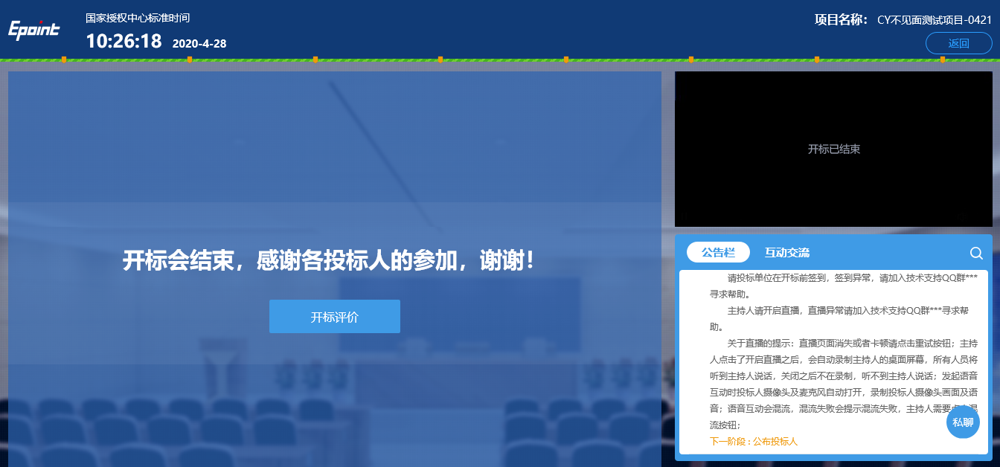 Epoint
国家授权中心标准时间
10:26:18 2020-4-28
项目名称： CY不见面测试项目-0421
返回
开标会结束，感谢各投标人的参加，谢谢！
开标评价
开标已结束
公告栏 互动交流
请投标单位在开标前签到，签到异常，请加入技术支持QQ群***
寻求帮助。
主持人请开启直播，直播异常请加入技术支持QQ群***寻求帮
助。
关于直播的提示：直播页面消失或者卡顿请点击重试按钮；主持
人点击了开启直播之后，会自动录制主持人的桌面屏幕，所有人员将
听到主持人说话，关闭之后不在录制，听不到主持人说话；发起语音
互动时投标人摄像头及麦克风自动打开，录制投标人摄像头画面及语
音；语音互动会混流，混流失败会提示混流失败，主持人需要点击混
流按钮；
私聊
下一阶段 : 公布投标人